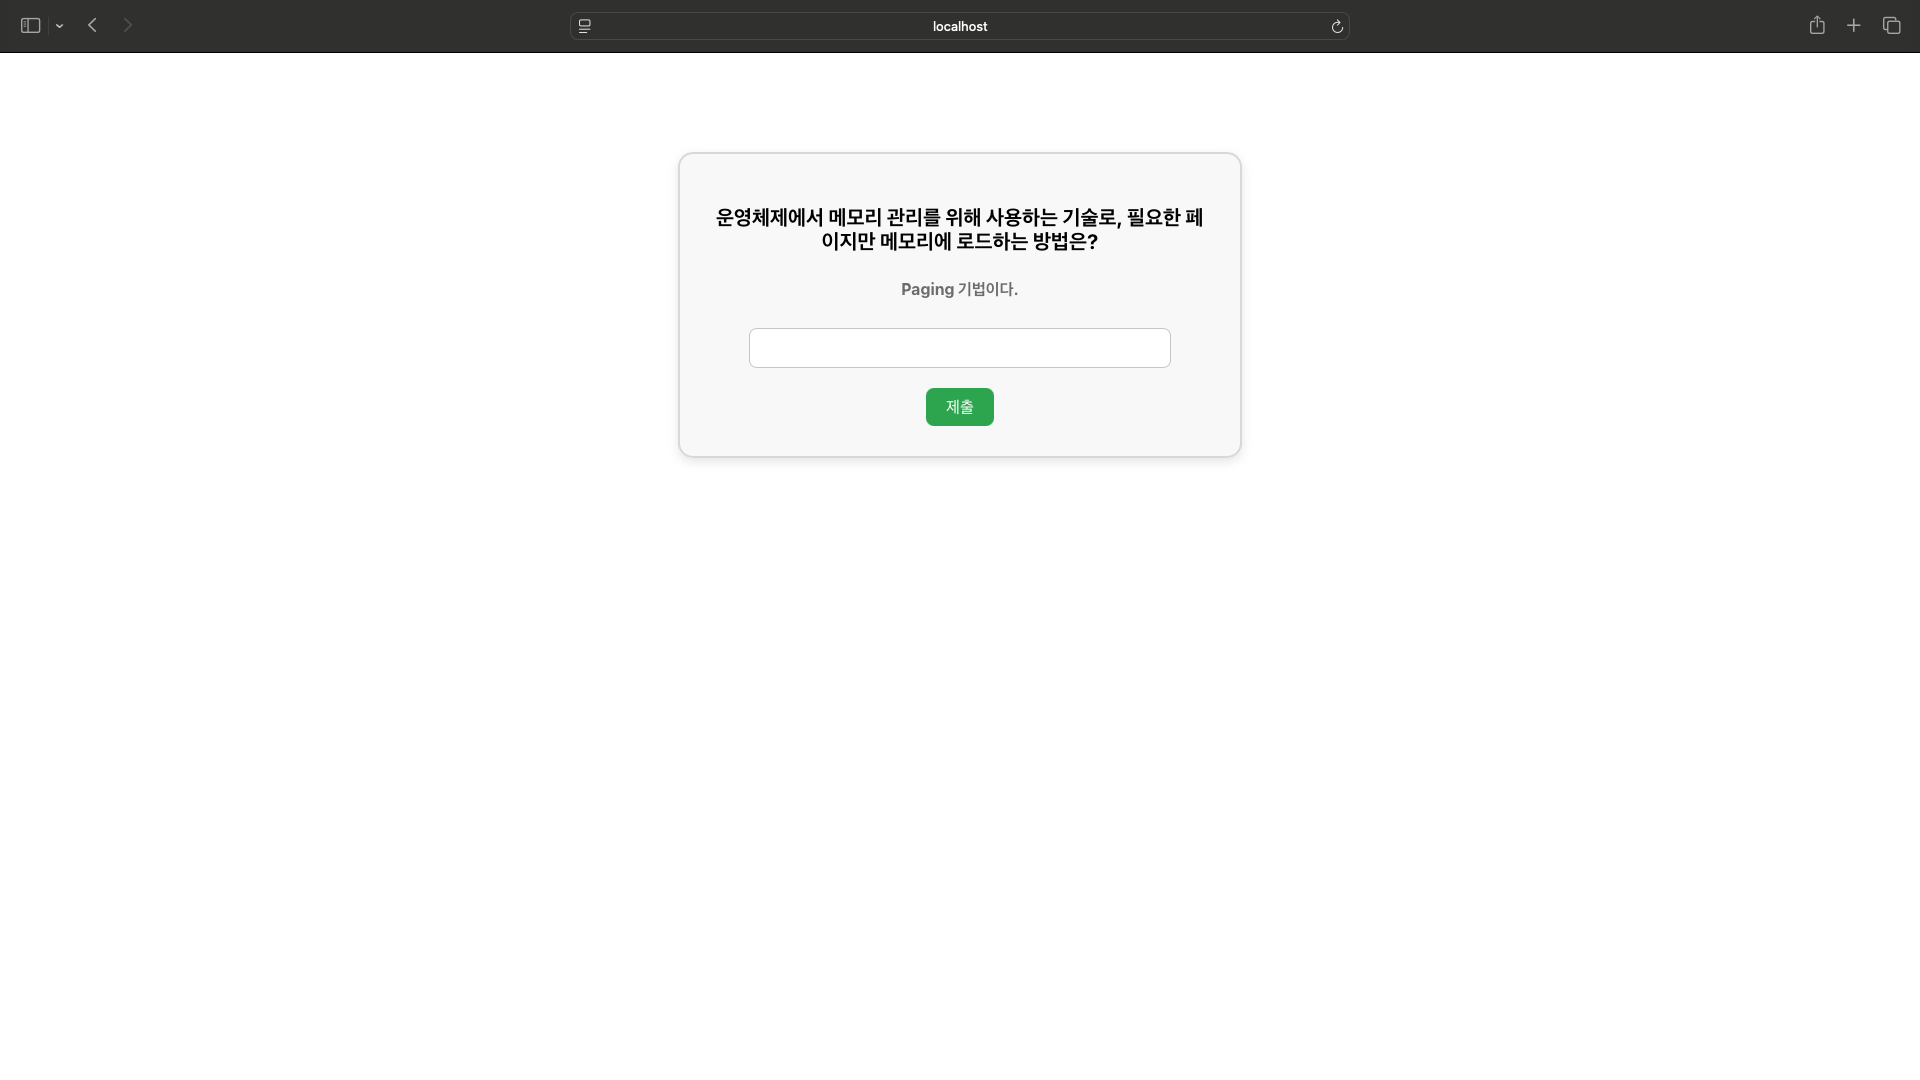 localhost
운영체제에서 메모리 관리를 위해 사용하는 기술로, 필요한 페
이지만 메모리에 로드하는 방법은?
Paging 기법이다.
제출